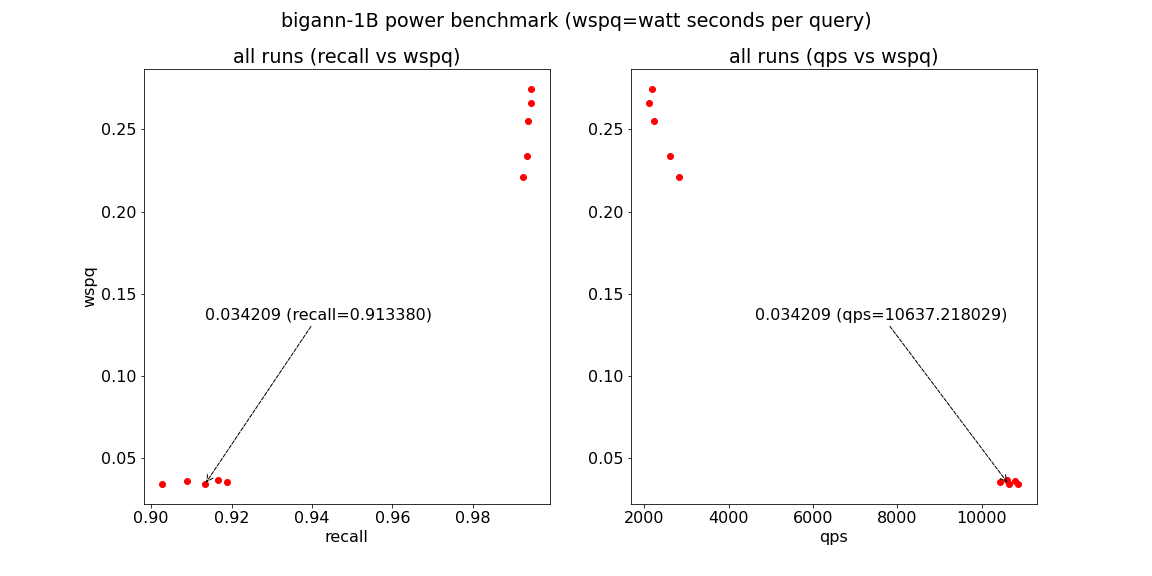 bigann-1B power benchmark (wspq=watt seconds per query)
all runs (recall vs wspq)
0.25
0.20
0.15
0.10
0.05
wspq
0.034209 (recall=0.913380)
0.90 0.92 0.94 0.96 0.98
recall
all runs (qps vs wspq)
0.25
0.20
0.15
0.10
0.05
0.034209 (qps=10637.218029)
2000 4000 6000 8000 10000
qps